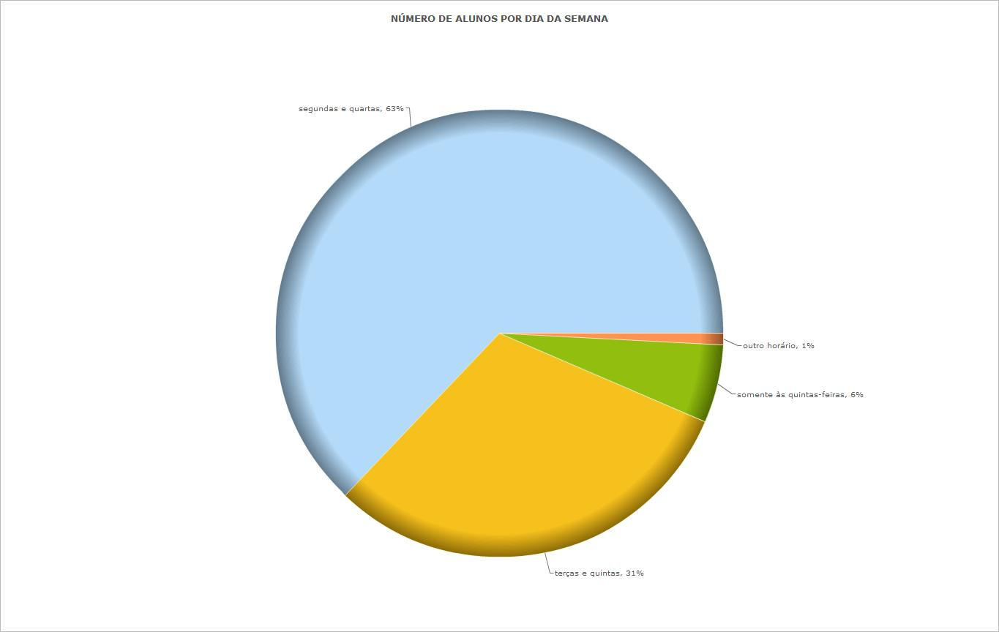 NÚMERO DE ALUNOS POR DIA DA SEMANA
segundas e quartas, 63%
outro horário, 1%
somente às quintas-feiras, 6%
terças e quintas, 31%